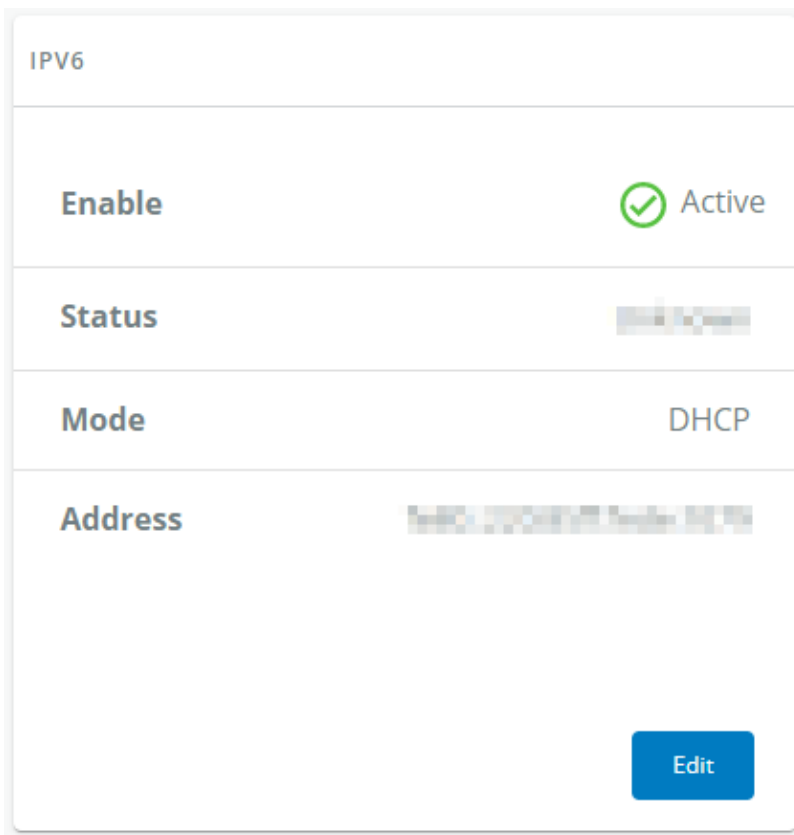 IPV6
Enable Active
Status
Mode DHCP
Address
Edit